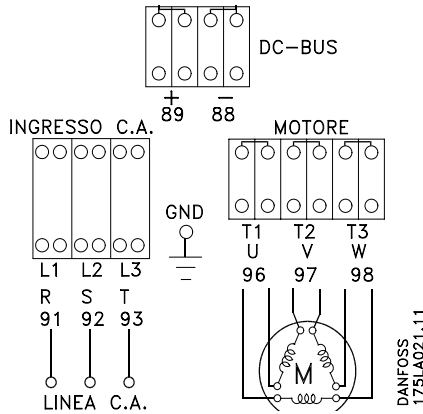 DC-BUS
+ −
89 88
INGRESSO C.A.
MOTORE
GND
L1 L2 L3
R S T
91 92 93
T1 T2 T3
U V W
96 97 98
M
LINEA C.A.
DANFOSS
175LA021.11